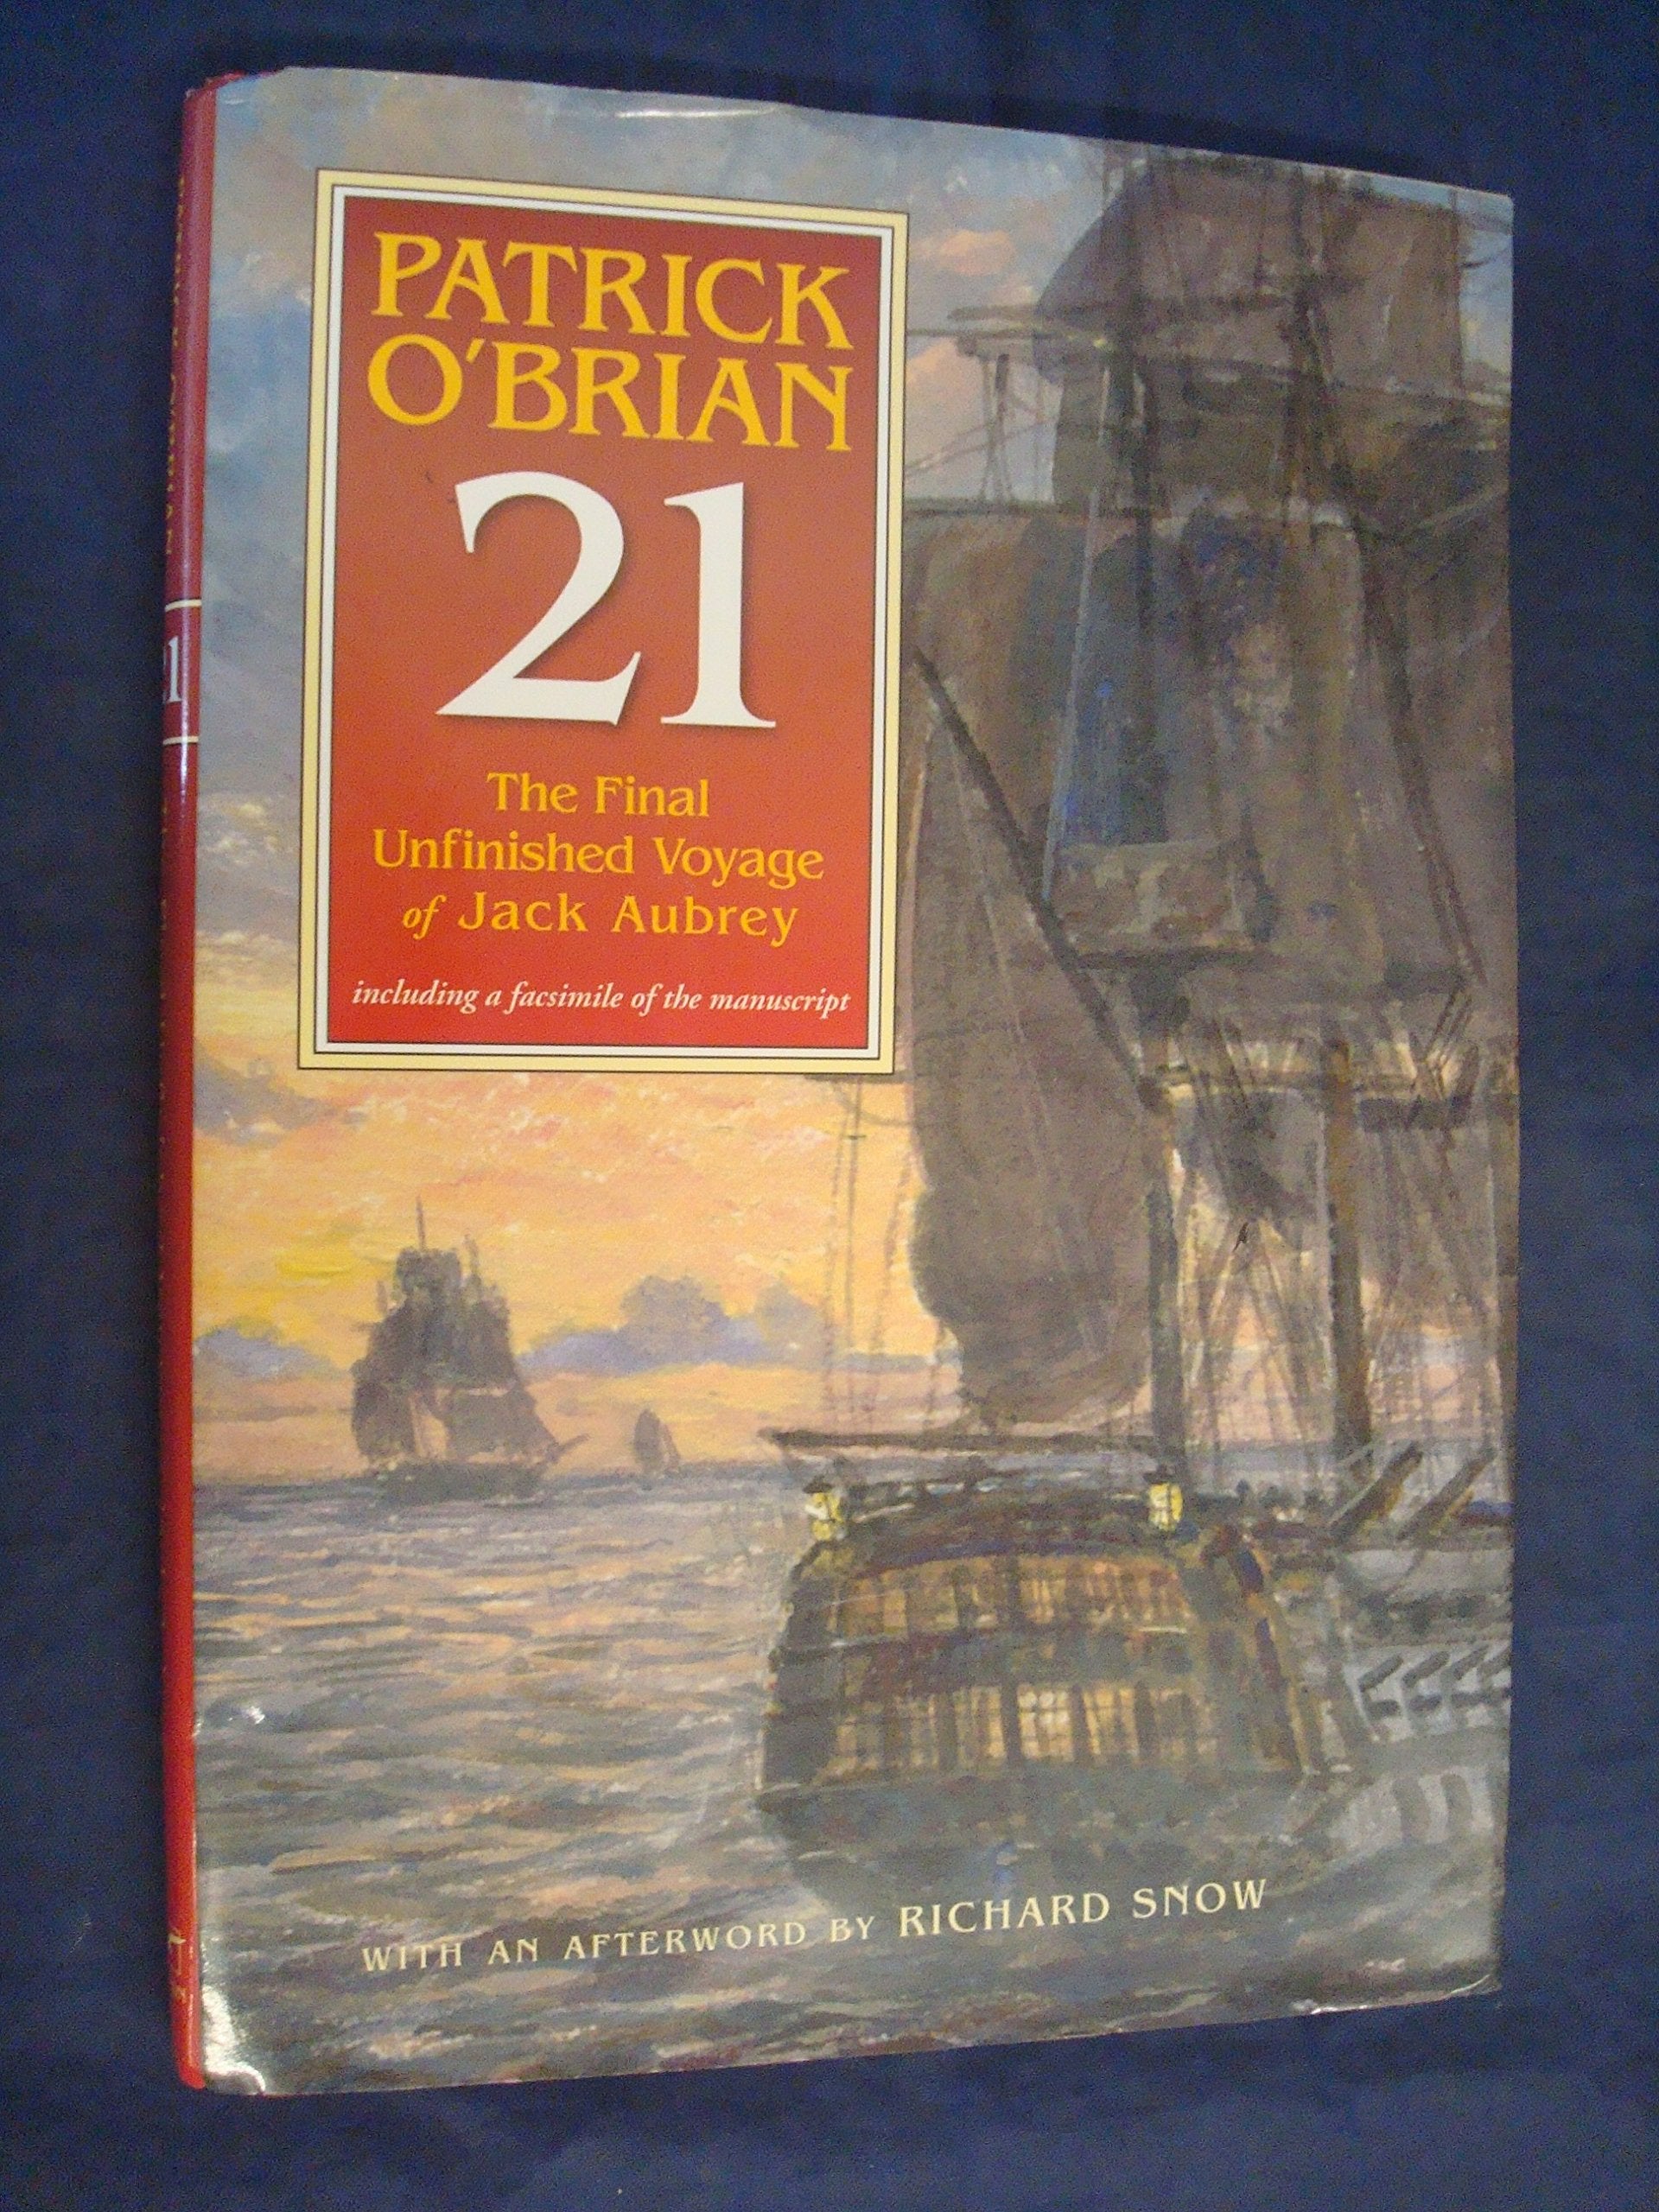 PATRICK
O'BRIAN
21
The Final
Unfinished Voyage
of Jack Aubrey
including a facsimile of the manuscript
WITH AN AFTERWORD BY RICHARD SNOW